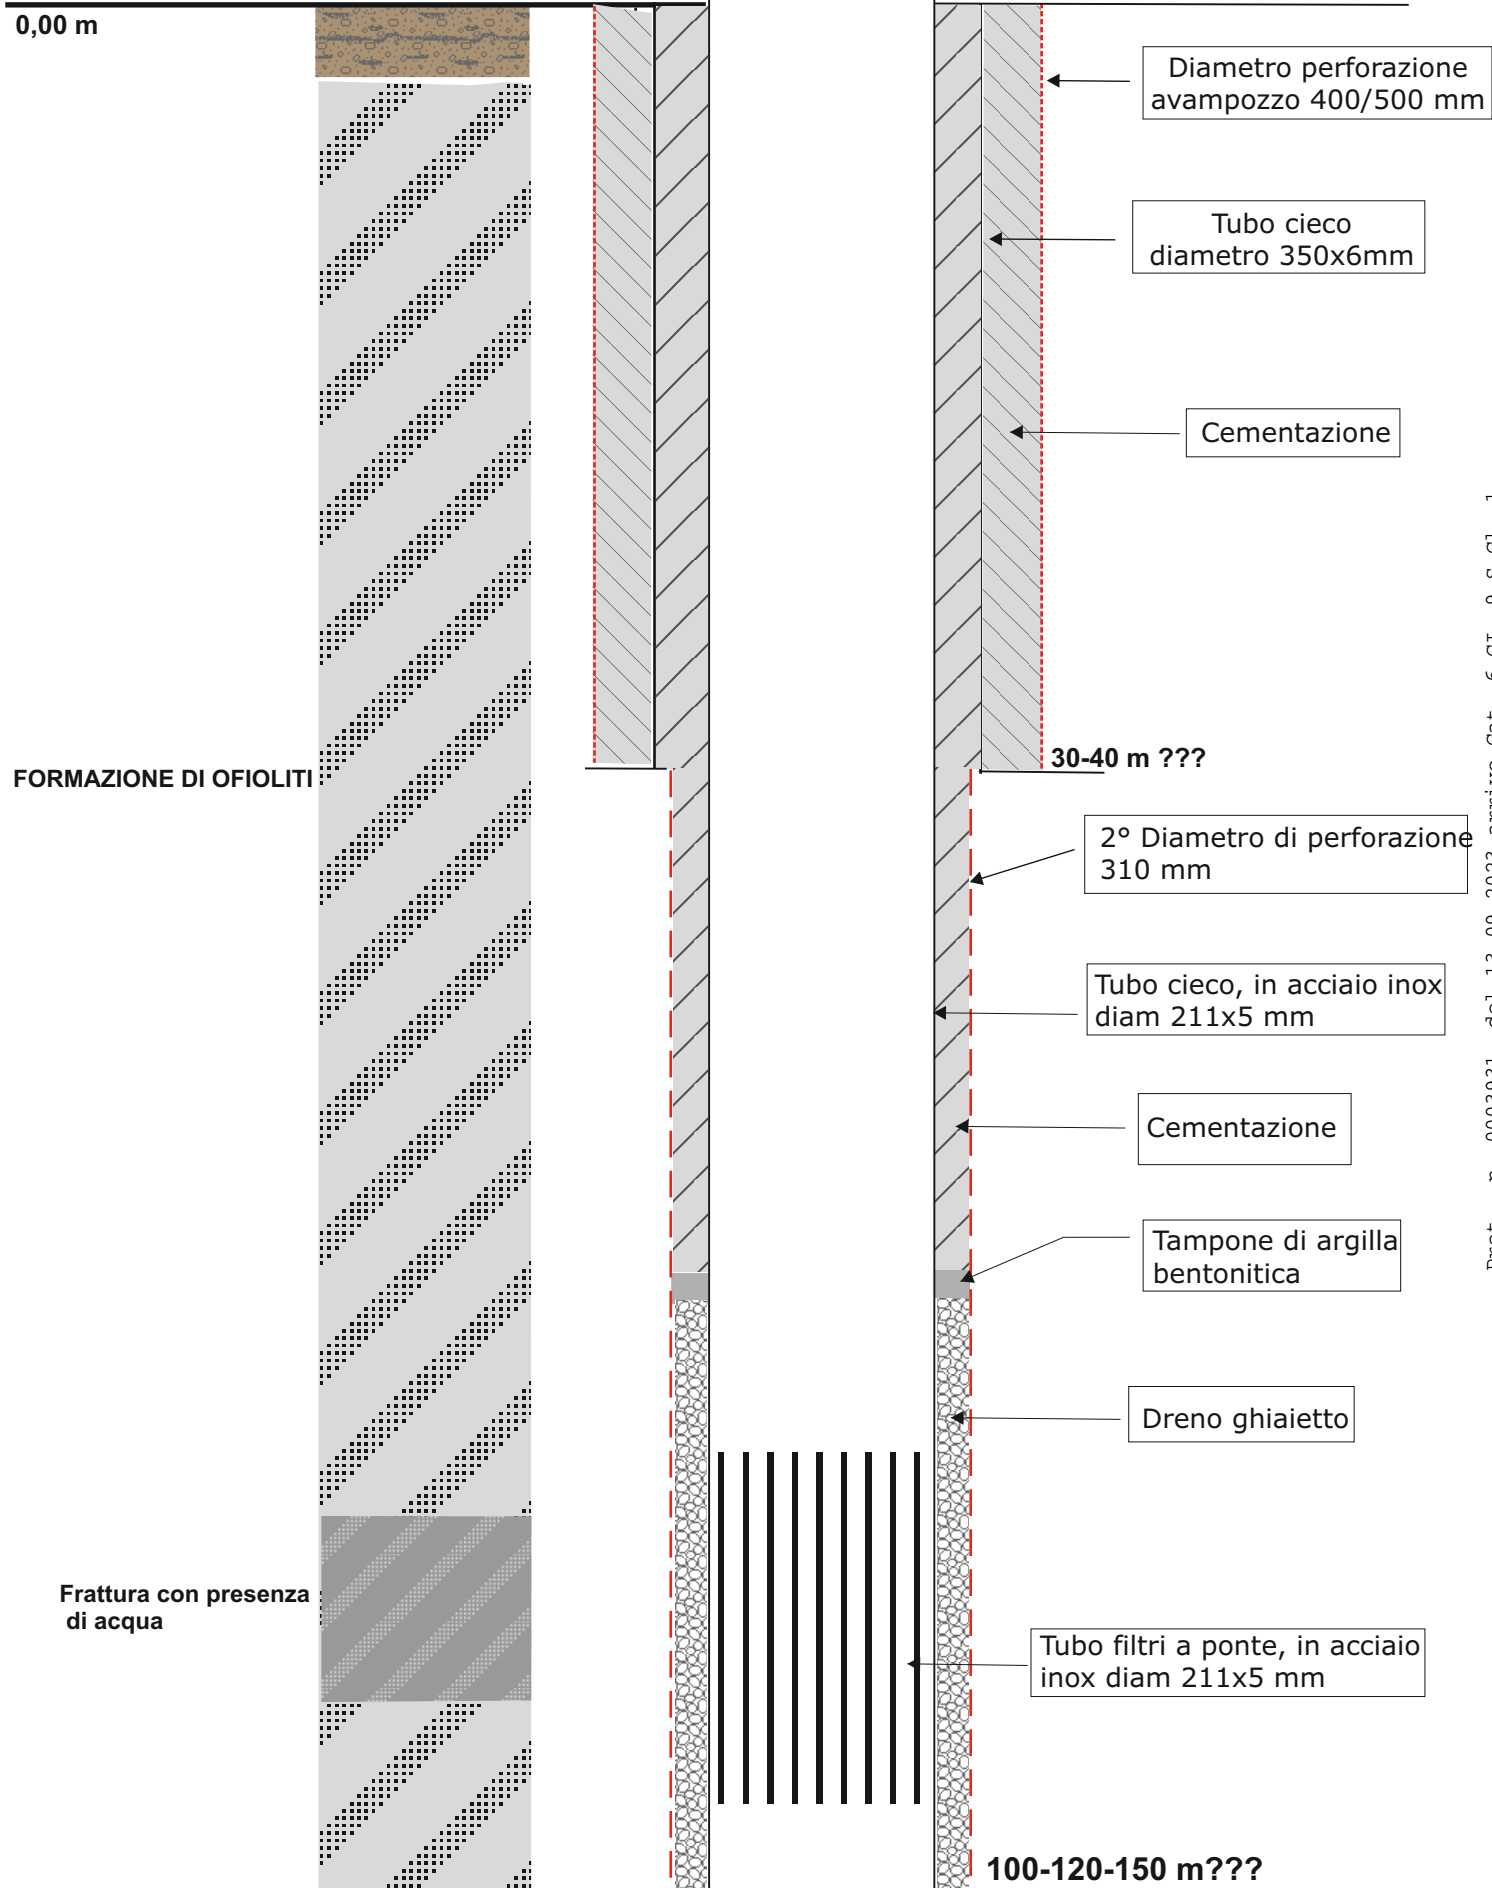 0,00 m
Diametro perforazione
avampozzo 400/500 mm
Tubo cieco
diametro 350x6mm
Cementazione
30-40 m ???
FORMAZIONE DI OFIOLITI
2° Diametro di perforazione
310 mm
Tubo cieco, in acciaio inox
diam 211x5 mm
Cementazione
Tampone di argilla
bentonitica
Dreno ghiaietto
Frattura con presenza
di acqua
Tubo filtri a ponte, in acciaio
inox diam 211x5 mm
100-120-150 m???